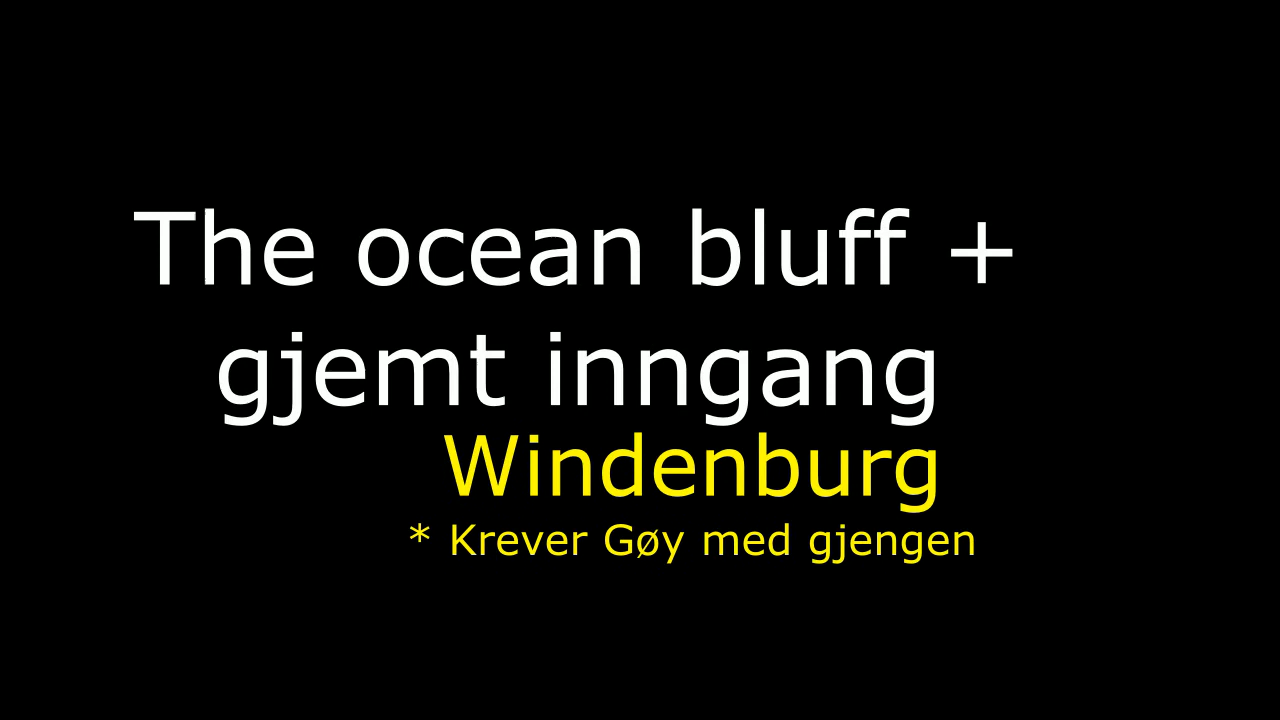 The ocean bluff +
gjemt inngang
Windenburg
* Krever Gøy med gjengen